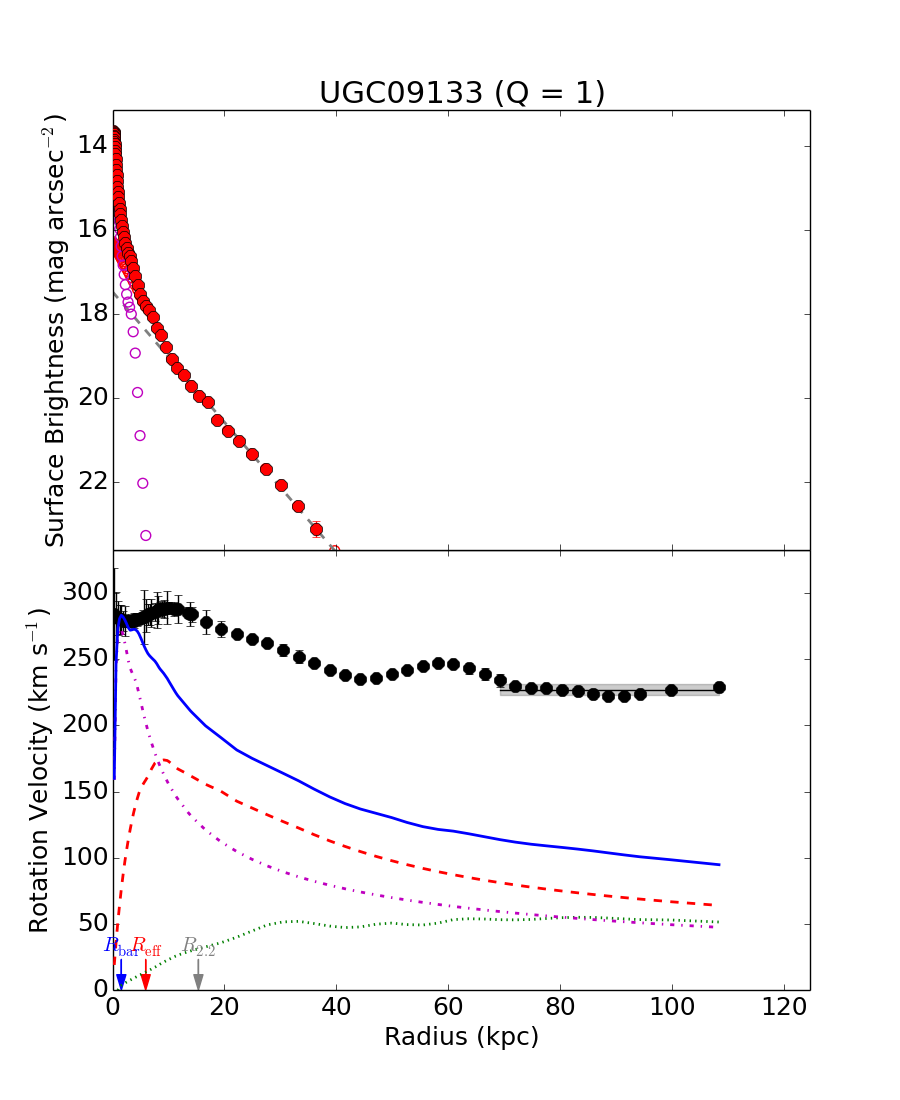 UGC09133 (Q = 1)
Surface Brightness (mag arcsec⁻²)
14
16
18
20
22
Rotation Velocity (km s⁻¹)
300
250
200
150
100
50
0
R_bar
R_eff
R_2.2
0 20 40 60 80 100 120
Radius (kpc)